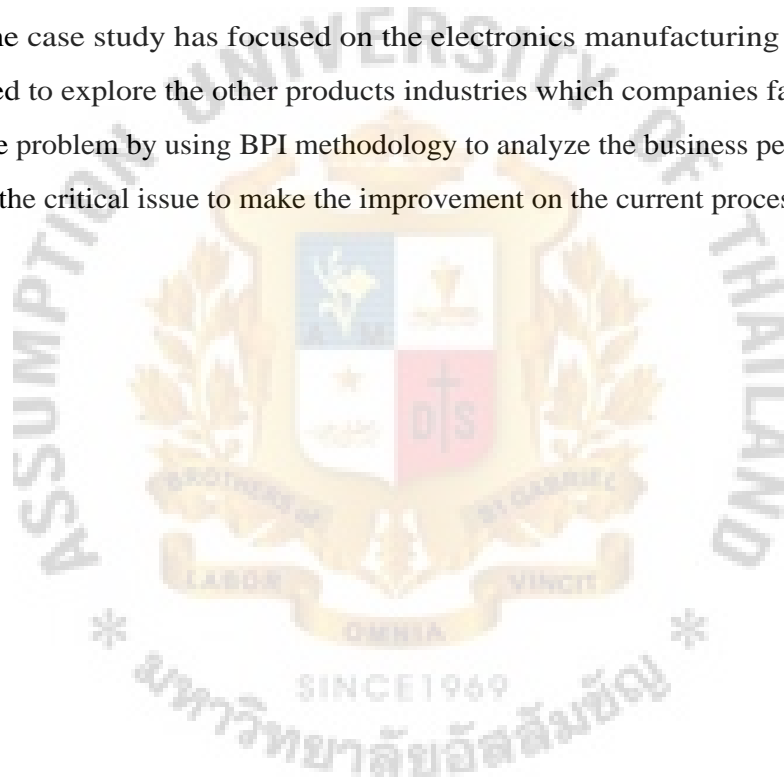 ne case study has focused on the electronics manufacturing
ed to explore the other products industries which companies fa
e problem by using BPI methodology to analyze the business pe
the critical issue to make the improvement on the current proces
ASSUMPTION UNIVERSITY OF THAILAND
A M
D S
BROTHERS of ST GABRIEL
LABOR VINCIT
OMNIA
SINCE1969
มหาวิทยาลัยอัสสัมชัญ